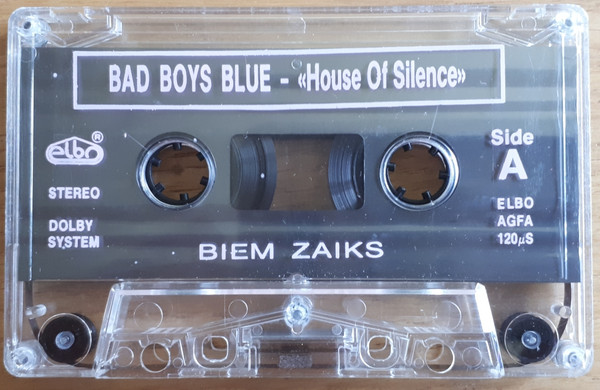 BAD BOYS BLUE - «House Of Silence»
elbo®
STEREO
DOLBY
SYSTEM
Side
A
ELBO
AGFA
120µS
BIEM ZAIKS